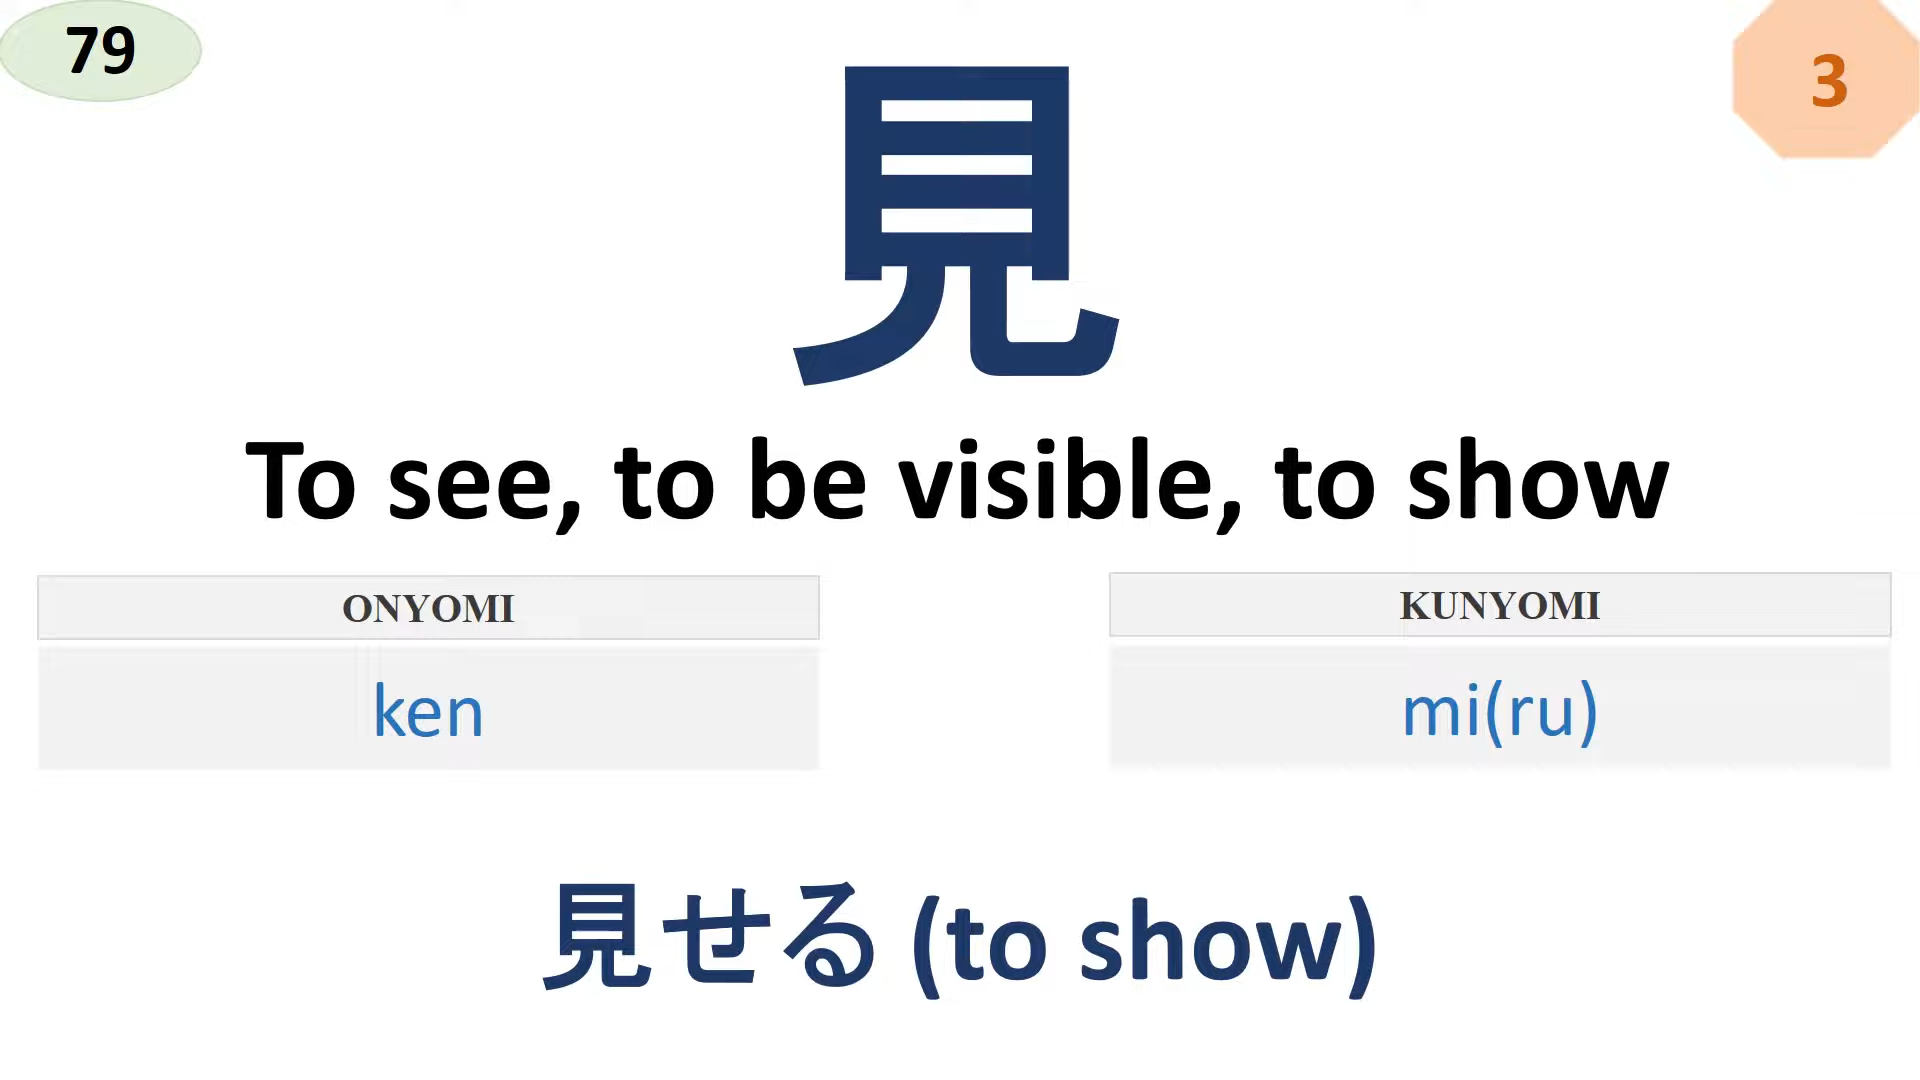 79
3
見
To see, to be visible, to show
ONYOMI
KUNYOMI
ken
mi(ru)
見せる (to show)